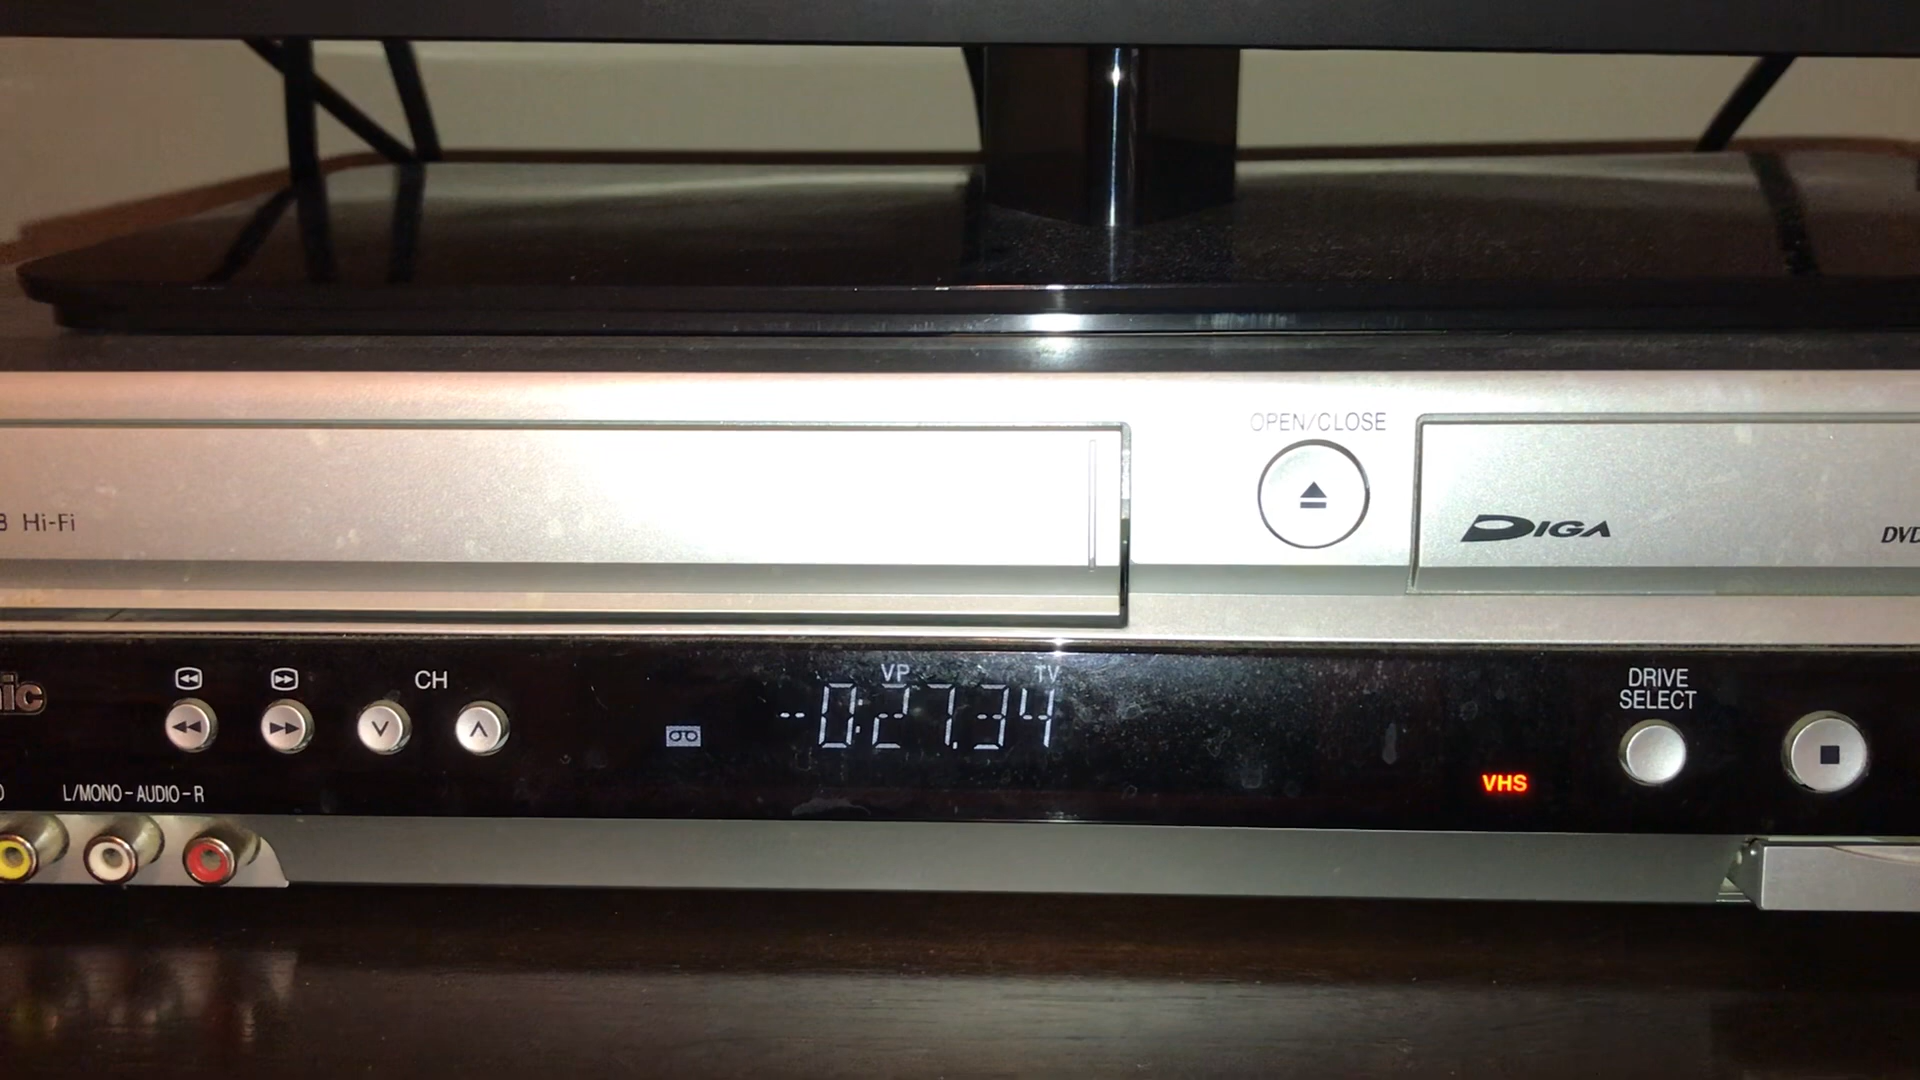 OPEN/CLOSE
Hi-Fi
DIGA
DVD
ic
CH
VP
TV
-0:27.34
DRIVE
SELECT
VHS
L/MONO-AUDIO-R